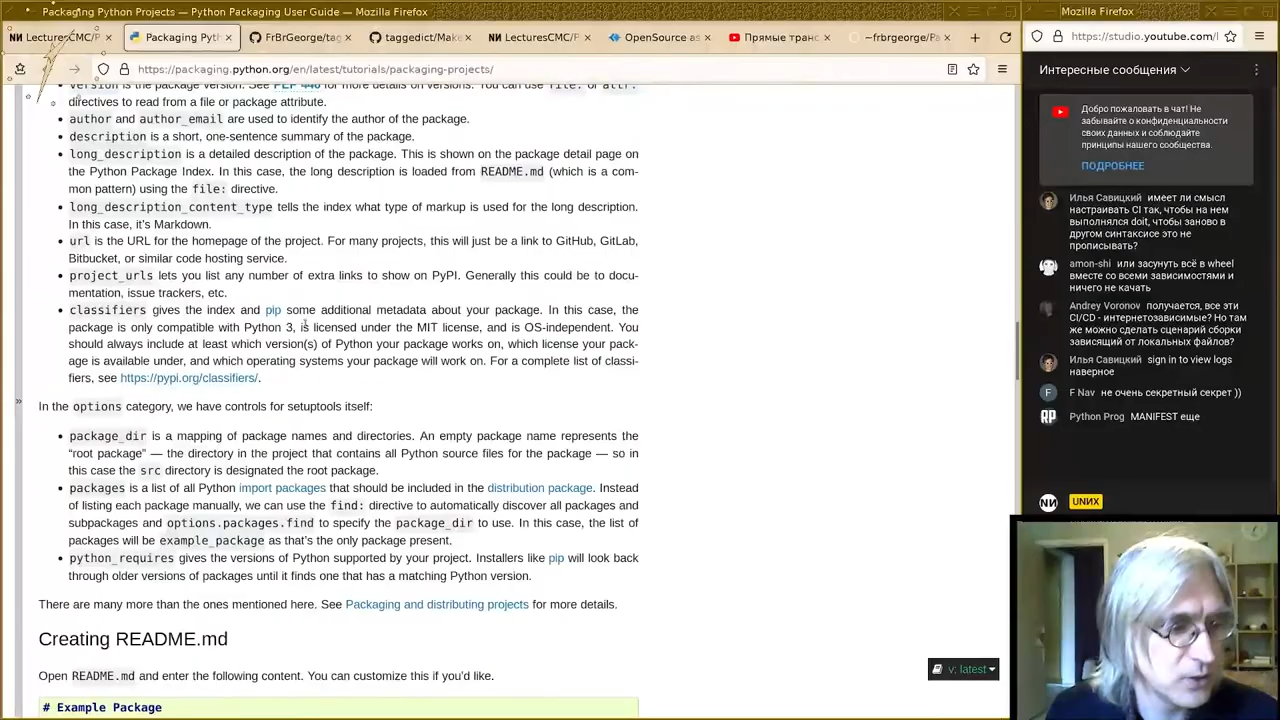 Packaging Python Projects — Python Packaging User Guide — Mozilla Firefox
Mozilla Firefox
LecturesCMC/P
Packaging Pyth
FrBrGeorge/tag
taggedict/Make
LecturesCMC/P
OpenSource as
Прямые транс
~frbrgeorge/Pa
https://studio.youtube.com/l
https://packaging.python.org/en/latest/tutorials/packaging-projects/
version is the package version. See PEP 440 for more details on versions. You can use file: or attr:
directives to read from a file or package attribute.
author and author_email are used to identify the author of the package.
description is a short, one-sentence summary of the package.
long_description is a detailed description of the package. This is shown on the package detail page on
the Python Package Index. In this case, the long description is loaded from README.md (which is a com-
mon pattern) using the file: directive.
long_description_content_type tells the index what type of markup is used for the long description.
In this case, it’s Markdown.
url is the URL for the homepage of the project. For many projects, this will just be a link to GitHub, GitLab,
Bitbucket, or similar code hosting service.
project_urls lets you list any number of extra links to show on PyPI. Generally this could be to docu-
mentation, issue trackers, etc.
classifiers gives the index and pip some additional metadata about your package. In this case, the
package is only compatible with Python 3, is licensed under the MIT license, and is OS-independent. You
should always include at least which version(s) of Python your package works on, which license your pack-
age is available under, and which operating systems your package will work on. For a complete list of classi-
fiers, see https://pypi.org/classifiers/.
In the options category, we have controls for setuptools itself:
package_dir is a mapping of package names and directories. An empty package name represents the
“root package” — the directory in the project that contains all Python source files for the package — so in
this case the src directory is designated the root package.
packages is a list of all Python import packages that should be included in the distribution package. Instead
of listing each package manually, we can use the find: directive to automatically discover all packages and
subpackages and options.packages.find to specify the package_dir to use. In this case, the list of
packages will be example_package as that’s the only package present.
python_requires gives the versions of Python supported by your project. Installers like pip will look back
through older versions of packages until it finds one that has a matching Python version.
There are many more than the ones mentioned here. See Packaging and distributing projects for more details.
Creating README.md
Open README.md and enter the following content. You can customize this if you’d like.
# Example Package
v: latest
Интересные сообщения
Добро пожаловать в чат! Не
забывайте о конфиденциальности
своих данных и соблюдайте
принципы нашего сообщества.
ПОДРОБНЕЕ
Илья Савицкий имеет ли смысл
настраивать CI так, чтобы на нем
выполнялся doit, чтобы заново в
другом синтаксисе это не
прописывать?
amon-shi или засунуть всё в wheel
вместе со всеми зависимостями и
ничего не качать
Andrey Voronov получается, все эти
CI/CD - интернетозависимые? Но там
же можно сделать сценарий сборки
зависящий от локальных файлов?
Илья Савицкий sign in to view logs
наверное
F Nav не очень секретный секрет ))
Python Prog MANIFEST еще
UNИX